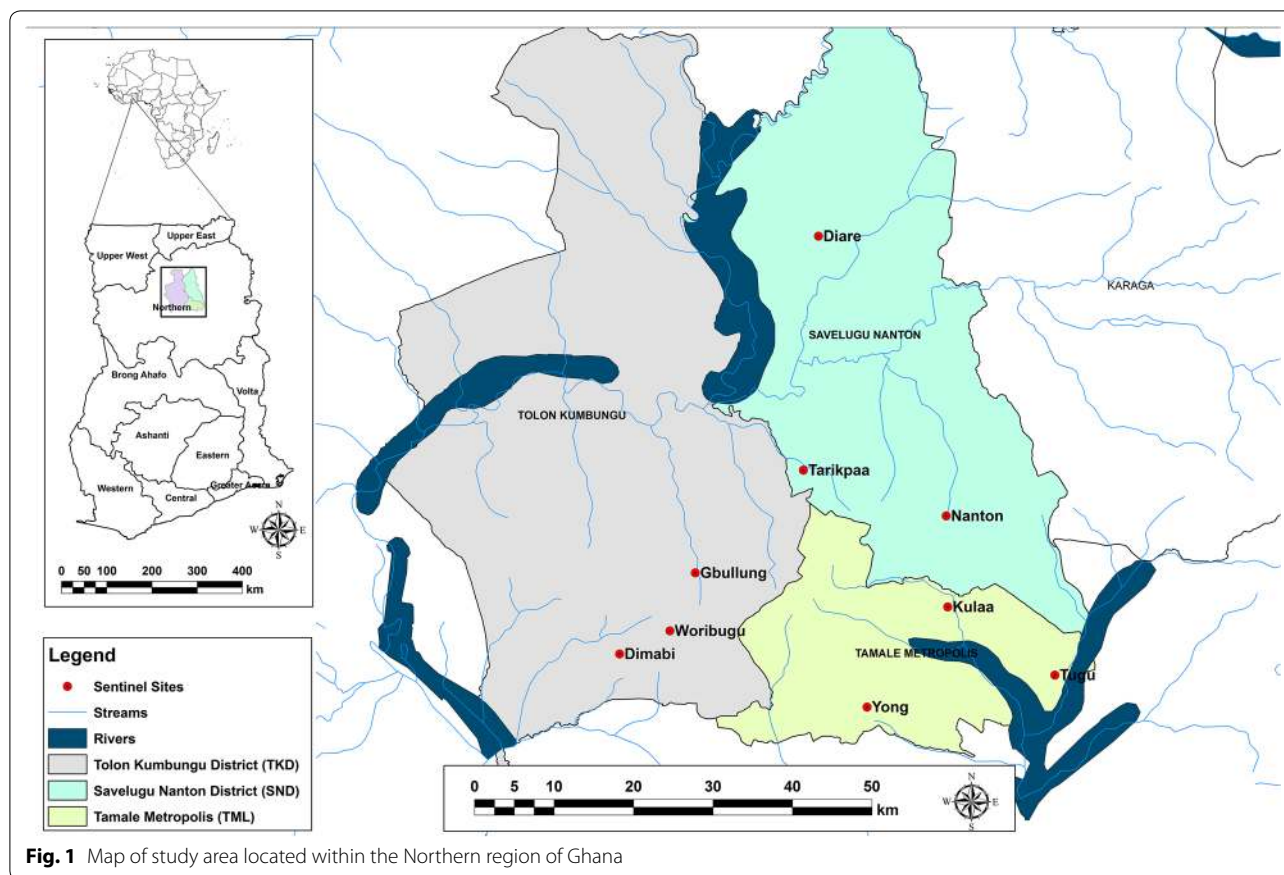 Upper East
Upper West
Northern
Brong Ahafo
Volta
Ashanti
Eastern
Western
Central
Greater Accra
N
W E
S
0 50 100 200 300 400
km
Legend
Sentinel Sites
Streams
Rivers
Tolon Kumbungu District (TKD)
Savelugu Nanton District (SND)
Tamale Metropolis (TML)
Diare
KARAGA
SAVELUGU NANTON
TOLON KUMBUNGU
Tarikpaa
Nanton
Gbullung
Kulaa
Woribugu
Dimabi
TAMALE METROPOLIS
Tugu
Yong
0 5 10 20 30 40 50
km
N
W E
S
Fig. 1 Map of study area located within the Northern region of Ghana